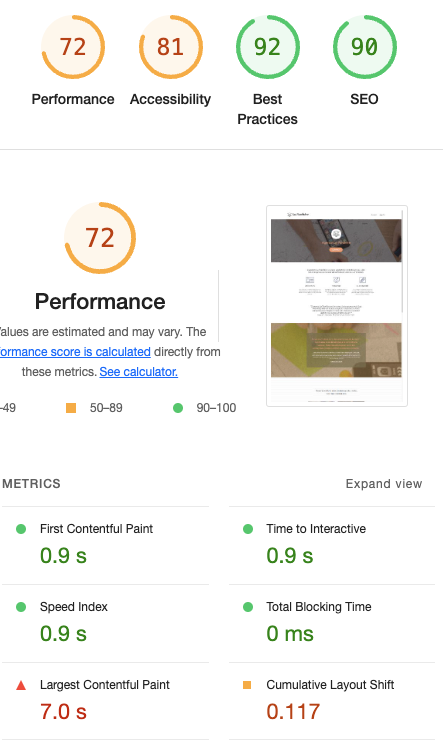 72
81
92
90
Performance
Accessibility
Best
Practices
SEO
72
Performance
alues are estimated and may vary. The
ormance score is calculated directly from
these metrics. See calculator.
–49
50–89
90–100
METRICS
Expand view
First Contentful Paint
0.9 s
Time to Interactive
0.9 s
Speed Index
0.9 s
Total Blocking Time
0 ms
Largest Contentful Paint
7.0 s
Cumulative Layout Shift
0.117